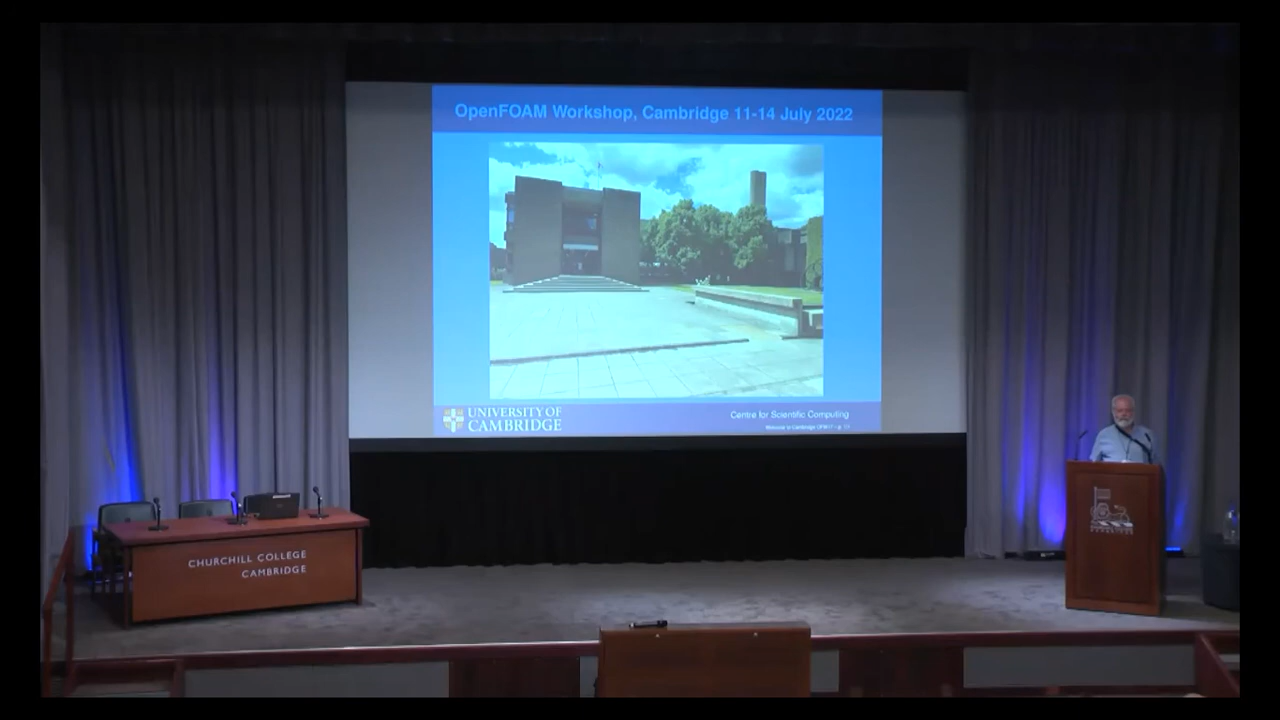 OpenFOAM Workshop, Cambridge 11-14 July 2022
UNIVERSITY OF
CAMBRIDGE
Centre for Scientific Computing
CHURCHILL COLLEGE
CAMBRIDGE